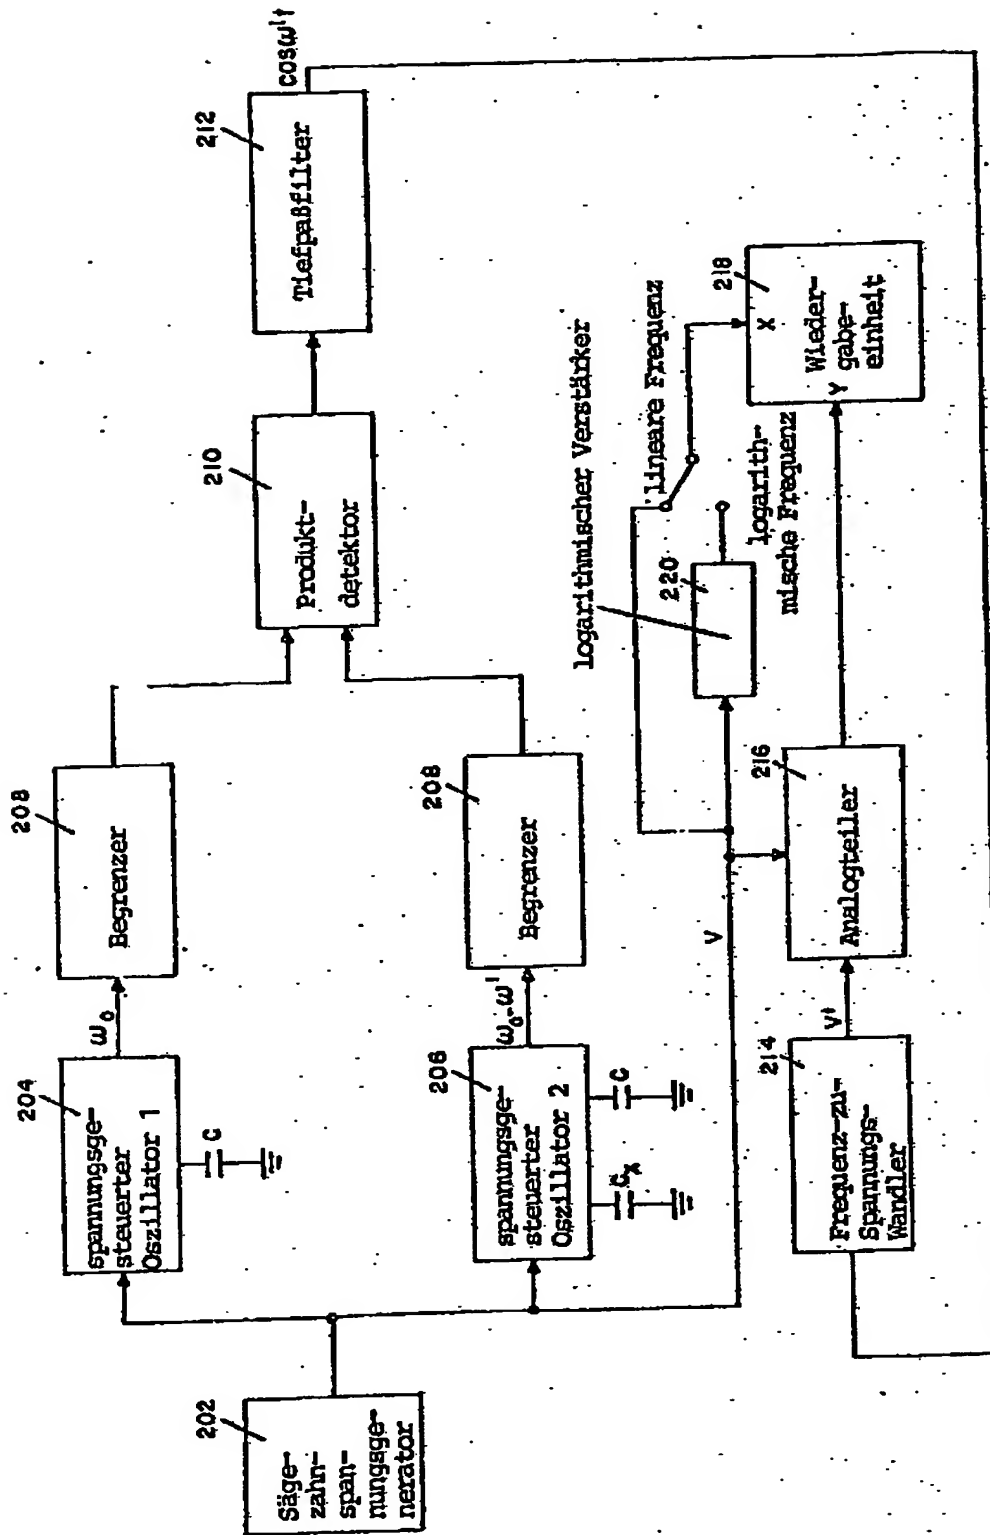 202
Säge-
zahn-
span-
nungsge-
nerator
204
spannungsge-
steuerter
Oszillator 1
C
ω₀
208
Begrenzer
206
spannungsge-
steuerter
Oszillator 2
Cx
C
ω₀-ω'
208
Begrenzer
210
Produkt-
detektor
212
Tiefpaßfilter
cosω't
214
Frequenz-zu-
Spannungs-
Wandler
V'
V
216
Analogteiler
logarithmischer Verstärker
220
lineare Frequenz
logarith-
mische Frequenz
218
X
Y
Wieder-
gabe-
einheit